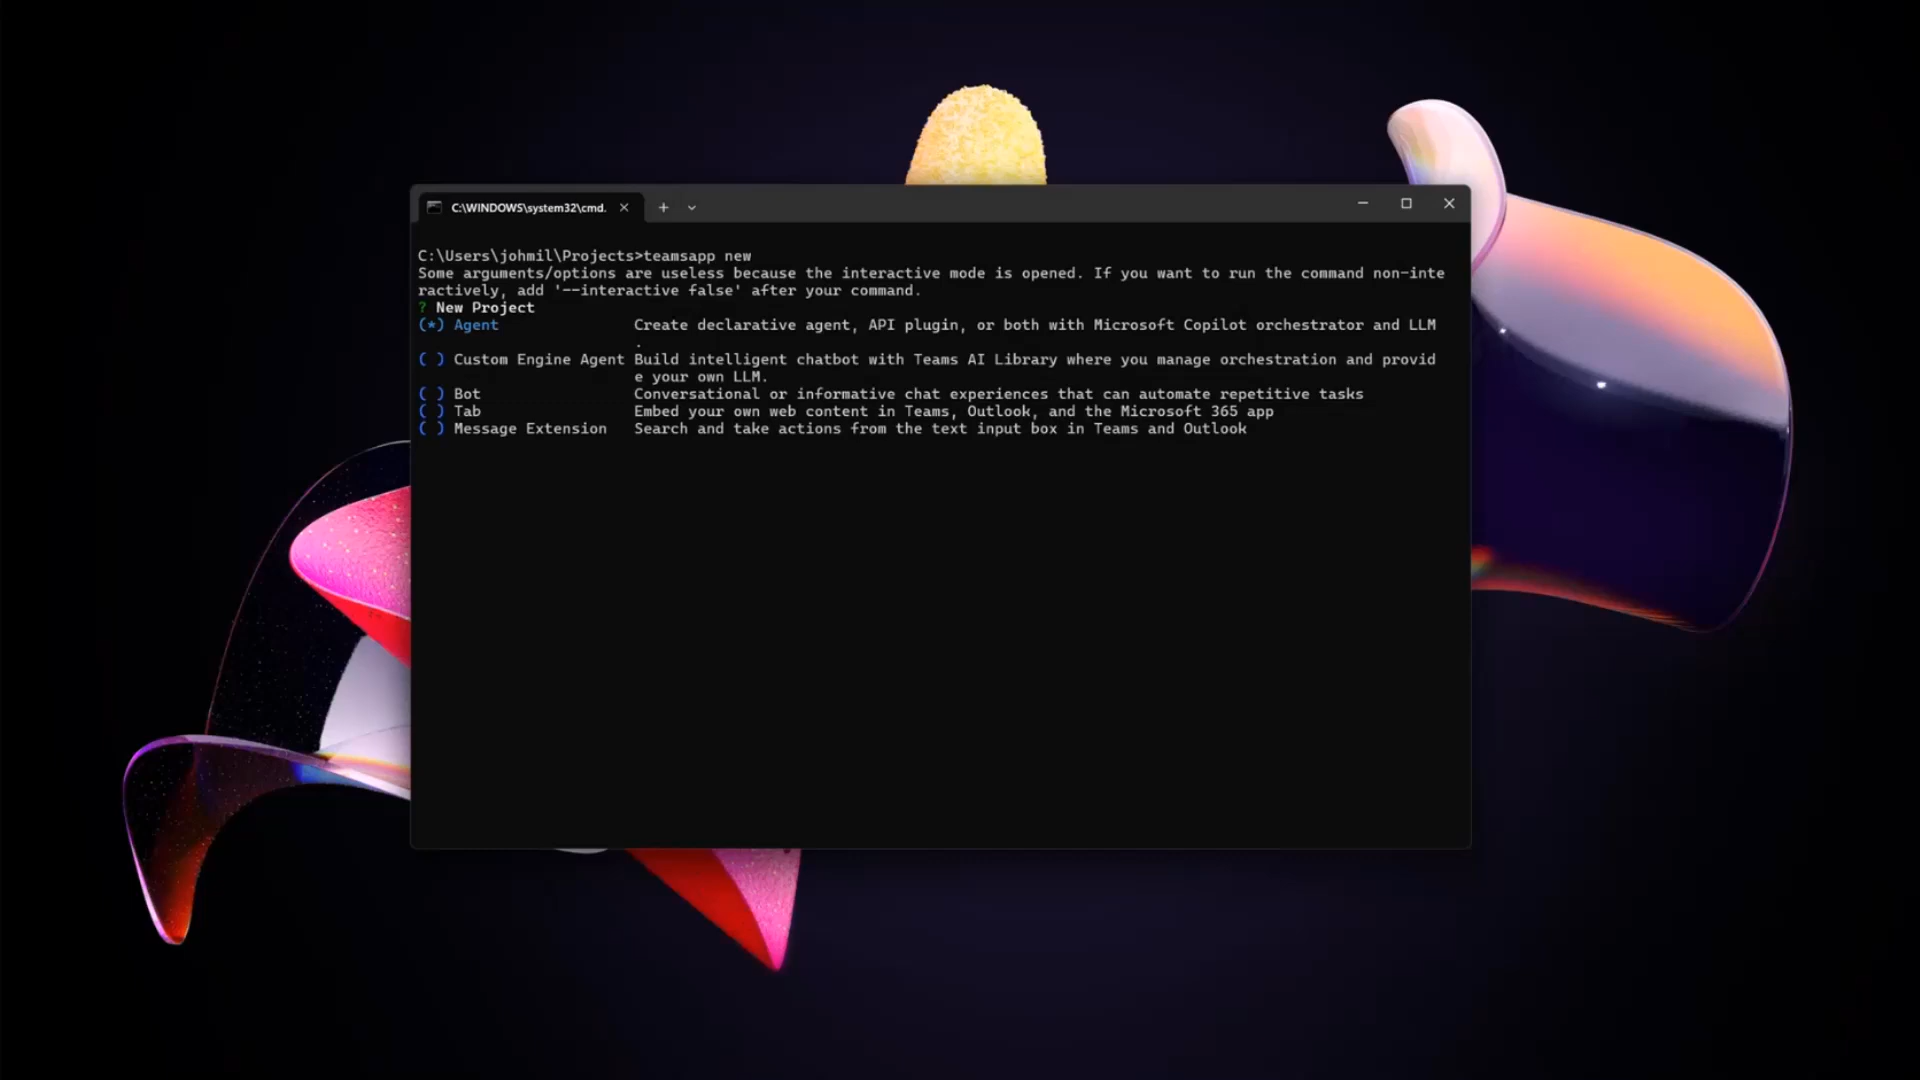 C:\WINDOWS\system32\cmd.
C:\Users\johmil\Projects>teamsapp new
Some arguments/options are useless because the interactive mode is opened. If you want to run the command non-inte
ractively, add '--interactive false' after your command.
? New Project
(*) Agent Create declarative agent, API plugin, or both with Microsoft Copilot orchestrator and LLM
.
( ) Custom Engine Agent Build intelligent chatbot with Teams AI Library where you manage orchestration and provid
e your own LLM.
( ) Bot Conversational or informative chat experiences that can automate repetitive tasks
( ) Tab Embed your own web content in Teams, Outlook, and the Microsoft 365 app
( ) Message Extension Search and take actions from the text input box in Teams and Outlook